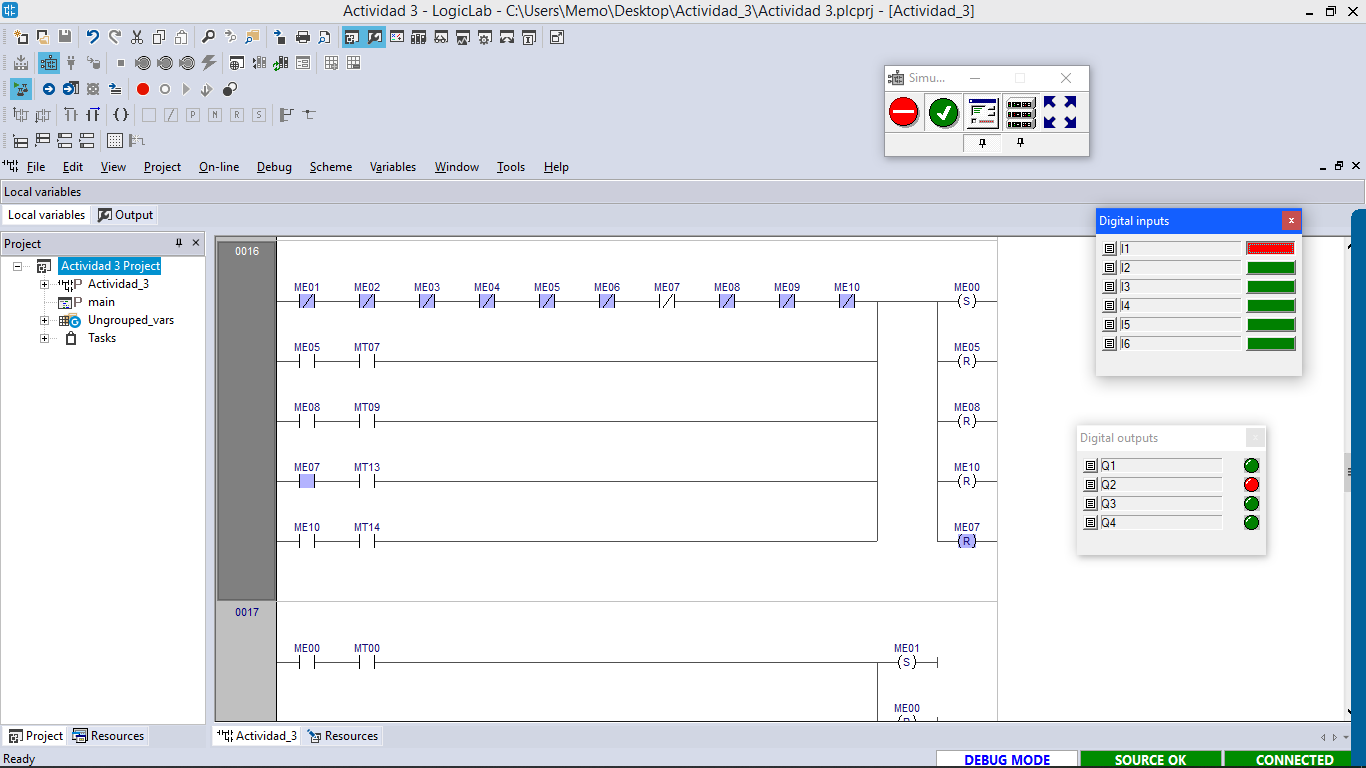 Actividad 3 - LogicLab - C:\Users\Memo\Desktop\Actividad_3\Actividad 3.plcprj - [Actividad_3]
Simu...
File Edit View Project On-line Debug Scheme Variables Window Tools Help
Local variables
Local variables Output
Project
Actividad 3 Project
Actividad_3
main
Ungrouped_vars
Tasks
0016
ME01 ME02 ME03 ME04 ME05 ME06 ME07 ME08 ME09 ME10 ME00
S
ME05 MT07 ME05
R
ME08 MT09 ME08
R
ME07 MT13 ME10
R
ME10 MT14 ME07
R
0017
ME00 MT00 ME01
S
ME00
Digital inputs
I1
I2
I3
I4
I5
I6
Digital outputs
Q1
Q2
Q3
Q4
Project Resources
Actividad_3 Resources
Ready
DEBUG MODE SOURCE OK CONNECTED